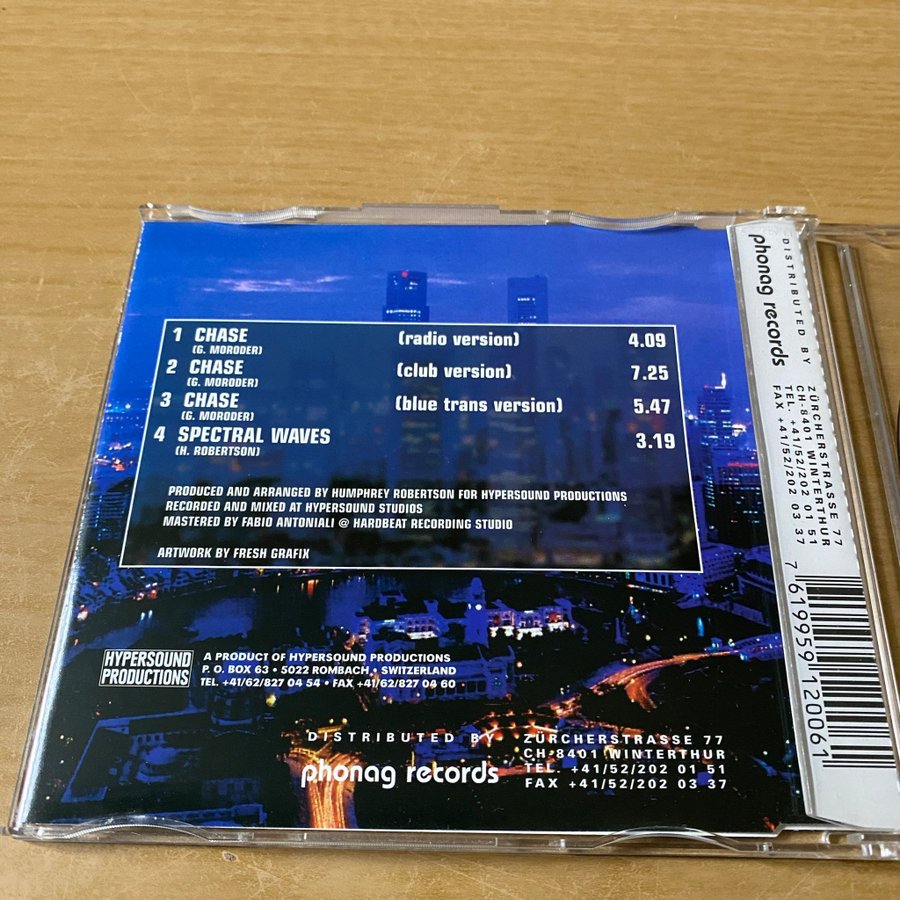 1 CHASE (radio version) 4.09
(G. MORODER)
2 CHASE (club version) 7.25
(G. MORODER)
3 CHASE (blue trans version) 5.47
(G. MORODER)
4 SPECTRAL WAVES 3.19
(H. ROBERTSON)
PRODUCED AND ARRANGED BY HUMPHREY ROBERTSON FOR HYPERSOUND PRODUCTIONS
RECORDED AND MIXED AT HYPERSOUND STUDIOS
MASTERED BY FABIO ANTONIALI @ HARDBEAT RECORDING STUDIO
ARTWORK BY FRESH GRAFIX
HYPERSOUND
PRODUCTIONS
A PRODUCT OF HYPERSOUND PRODUCTIONS
P. O. BOX 63 • 5022 ROMBACH • SWITZERLAND
TEL. +41/62/827 04 54 • FAX +41/62/827 04 60
DISTRIBUTED BY
phonag records
ZÜRCHERSTRASSE 77
CH-8401 WINTERTHUR
TEL. +41/52/202 01 51
FAX +41/52/202 03 37
DISTRIBUTED BY
phonag records
ZÜRCHERSTRASSE 77
CH-8401 WINTERTHUR
TEL. +41/52/202 01 51
FAX +41/52/202 03 37
7 619959 120061